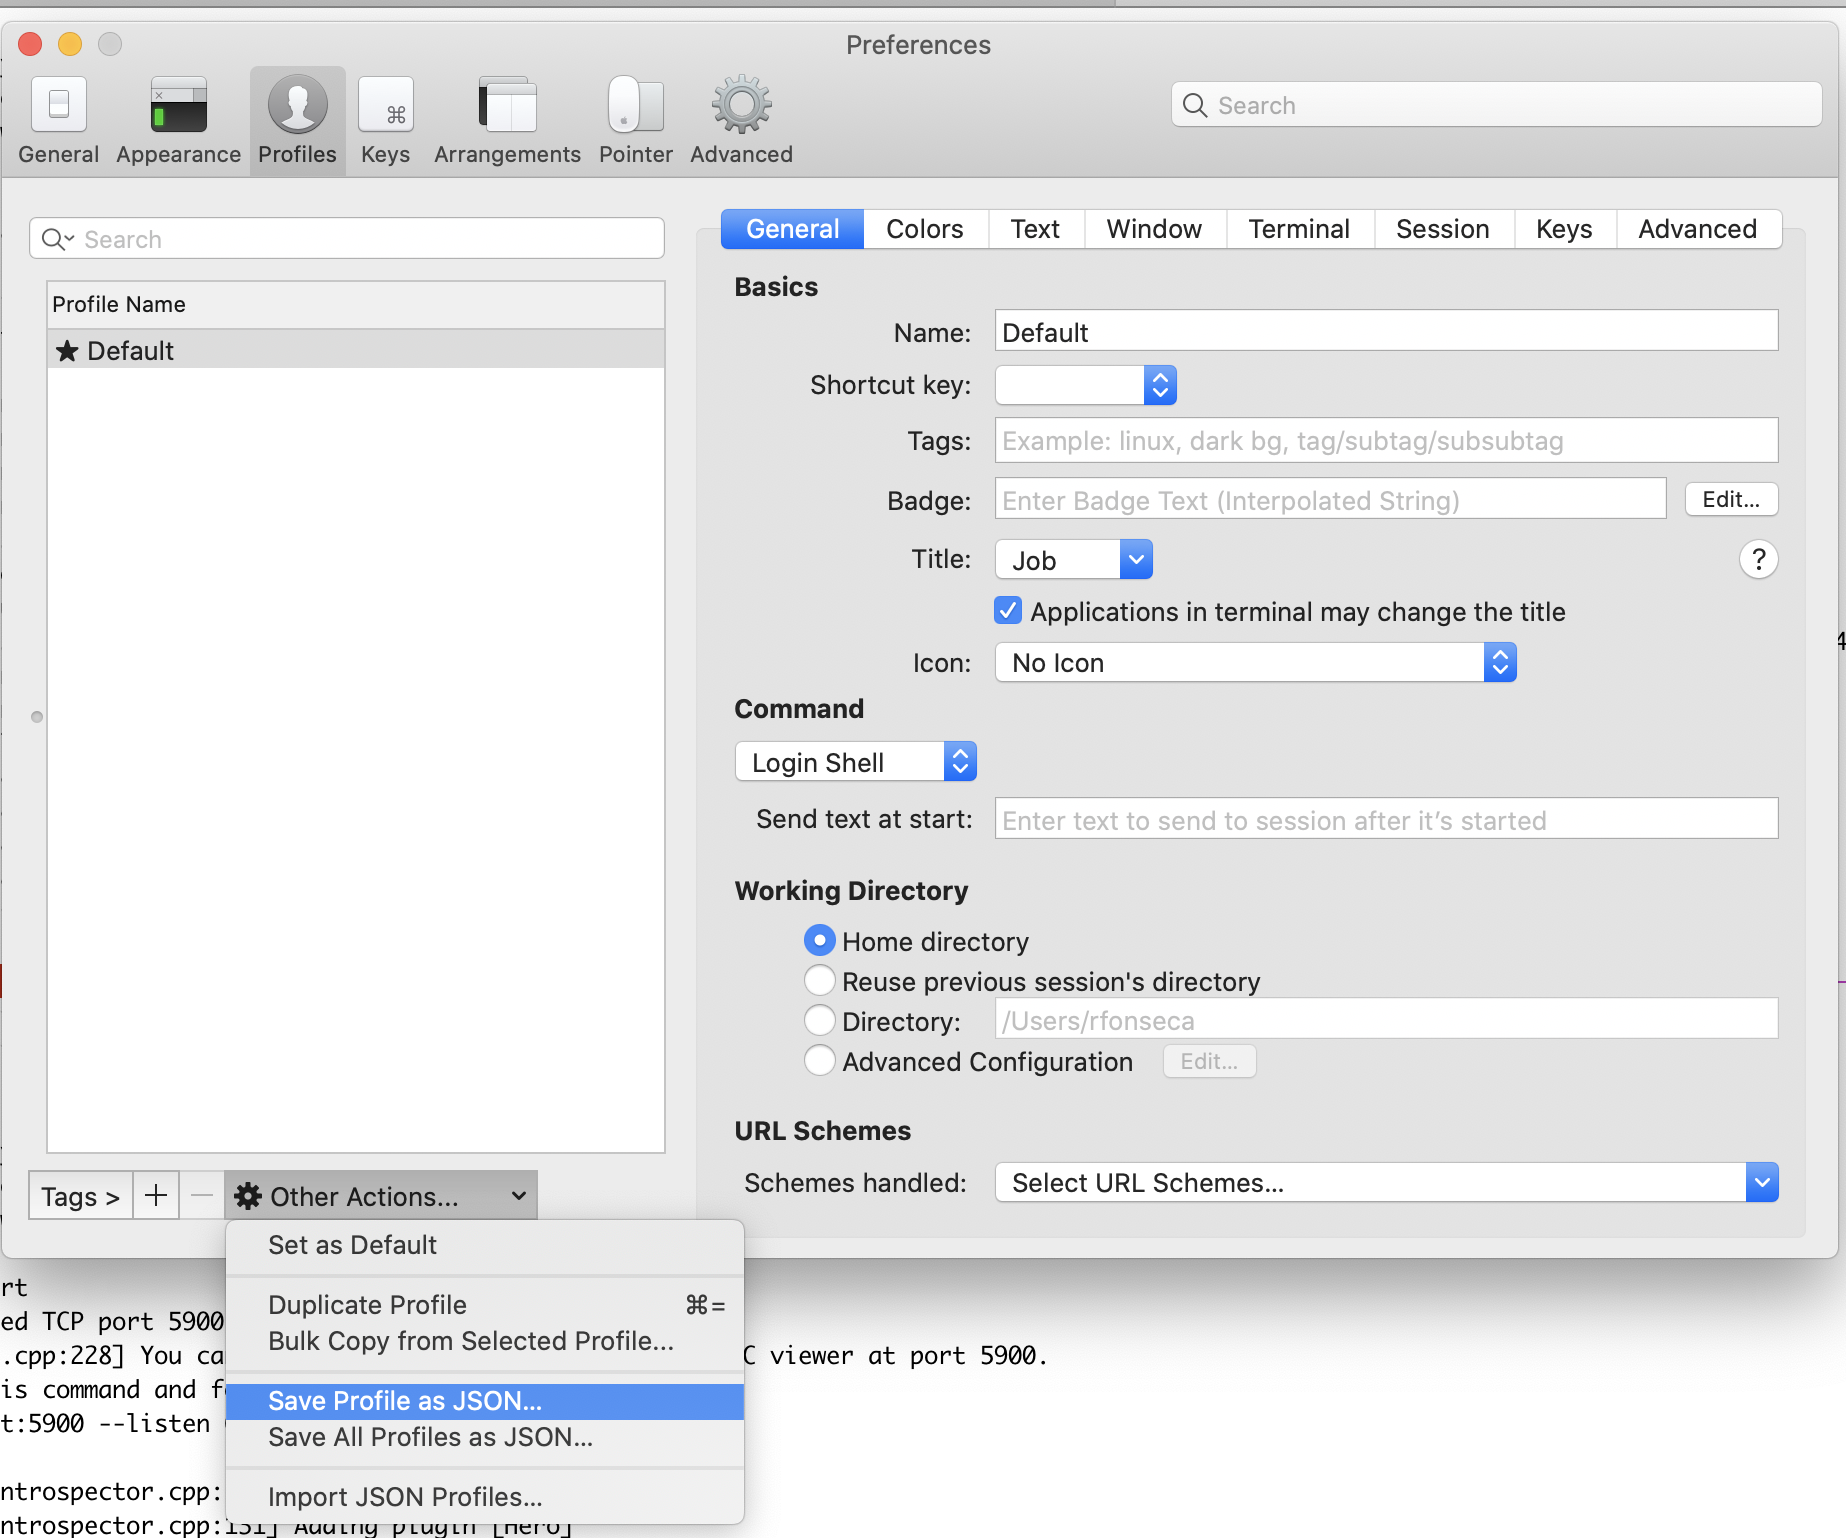 Preferences
General Appearance Profiles Keys Arrangements Pointer Advanced
Search
Search
Profile Name
★ Default
General Colors Text Window Terminal Session Keys Advanced
Basics
Name: Default
Shortcut key:
Tags: Example: linux, dark bg, tag/subtag/subsubtag
Badge: Enter Badge Text (Interpolated String) Edit...
Title: Job ?
Applications in terminal may change the title
Icon: No Icon
Command
Login Shell
Send text at start: Enter text to send to session after it’s started
Working Directory
Home directory
Reuse previous session's directory
Directory: /Users/rfonseca
Advanced Configuration Edit...
URL Schemes
Schemes handled: Select URL Schemes...
Tags > + − Other Actions...
Set as Default
Duplicate Profile ⌘=
Bulk Copy from Selected Profile...
Save Profile as JSON...
Save All Profiles as JSON...
Import JSON Profiles...
rt
ed TCP port 5900
.cpp:228] You ca C viewer at port 5900.
is command and f
t:5900 --listen
ntrospector.cpp:
ntrospector.cpp:151] Adding plugin [Hero]